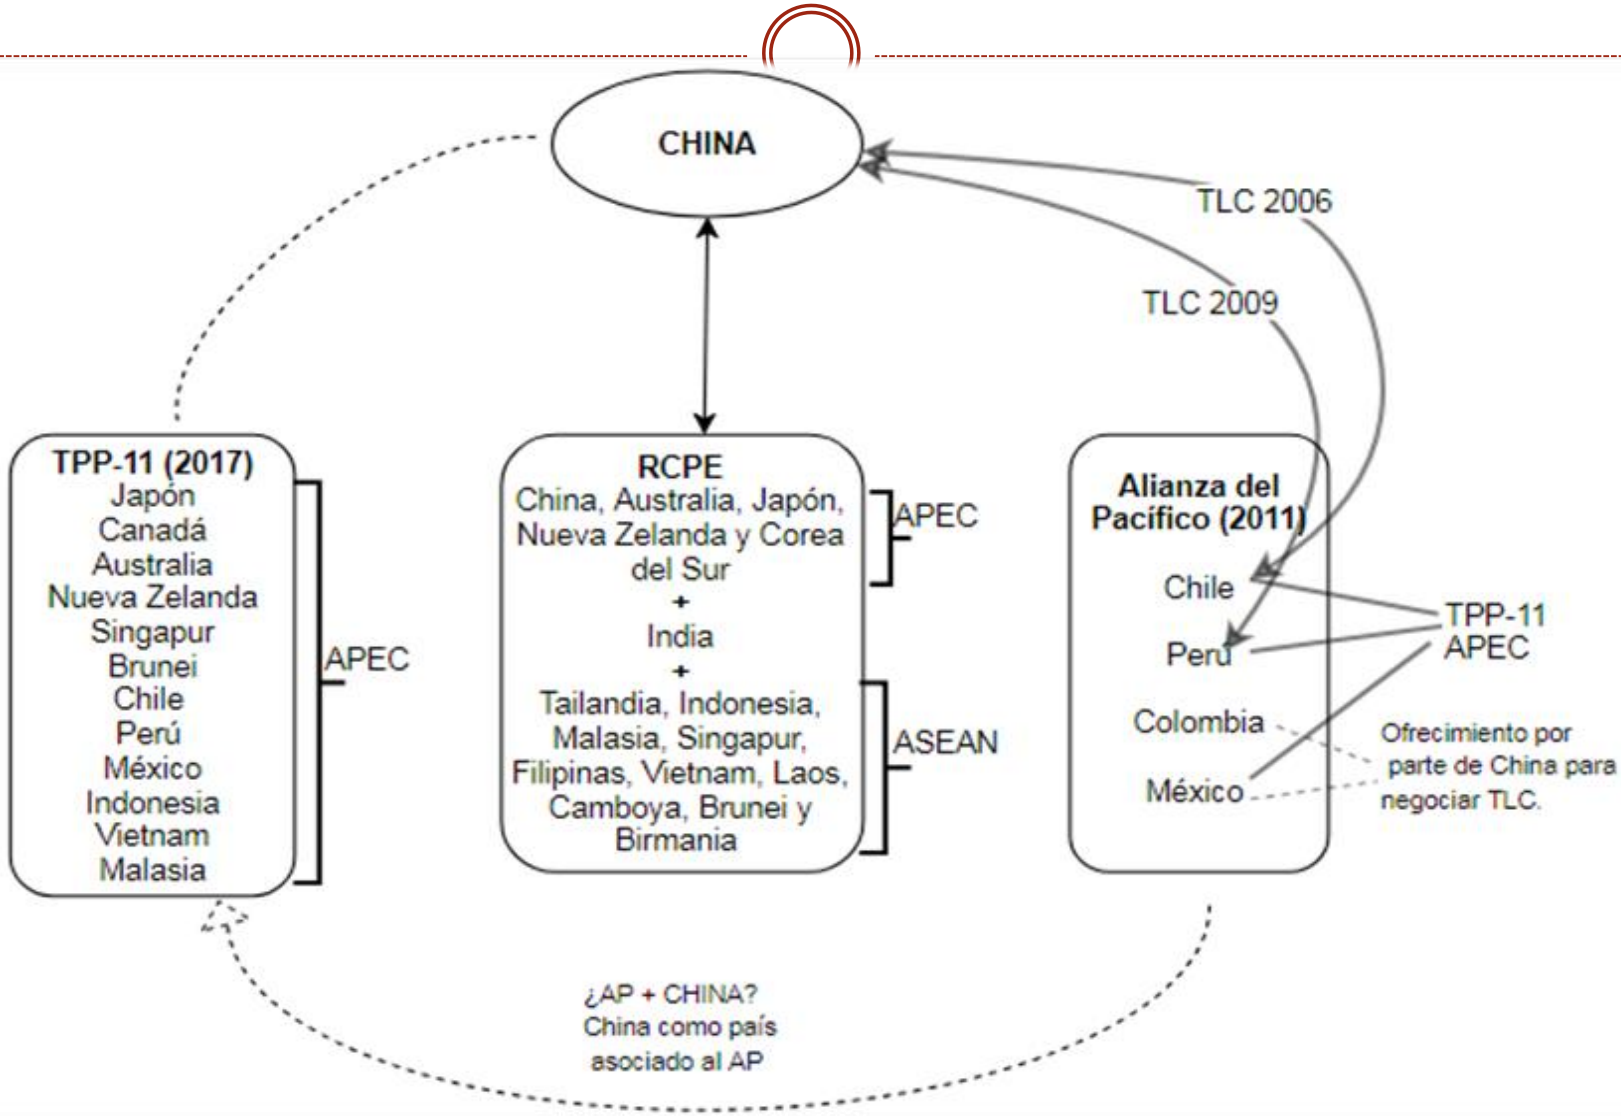 CHINA
TLC 2006
TLC 2009
TPP-11 (2017)
Japón
Canadá
Australia
Nueva Zelanda
Singapur
Brunei
Chile
Perú
México
Indonesia
Vietnam
Malasia
APEC
RCPE
China, Australia, Japón,
Nueva Zelanda y Corea
del Sur
+
India
+
Tailandia, Indonesia,
Malasia, Singapur,
Filipinas, Vietnam, Laos,
Camboya, Brunei y
Birmania
APEC
ASEAN
Alianza del
Pacífico (2011)
Chile
Perú
Colombia
México
TPP-11
APEC
Ofrecimiento por
parte de China para
negociar TLC.
¿AP + CHINA?
China como país
asociado al AP